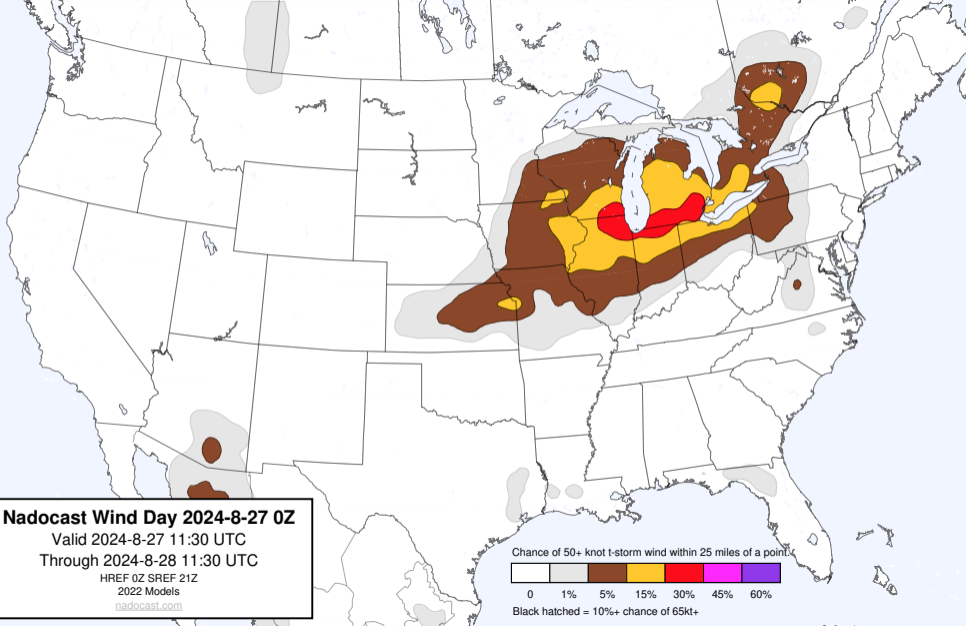 Nadocast Wind Day 2024-8-27 0Z
Valid 2024-8-27 11:30 UTC
Through 2024-8-28 11:30 UTC
HREF 0Z SREF 21Z
2022 Models
nadocast.com
Chance of 50+ knot t-storm wind within 25 miles of a point.
0 1% 5% 15% 30% 45% 60%
Black hatched = 10%+ chance of 65kt+